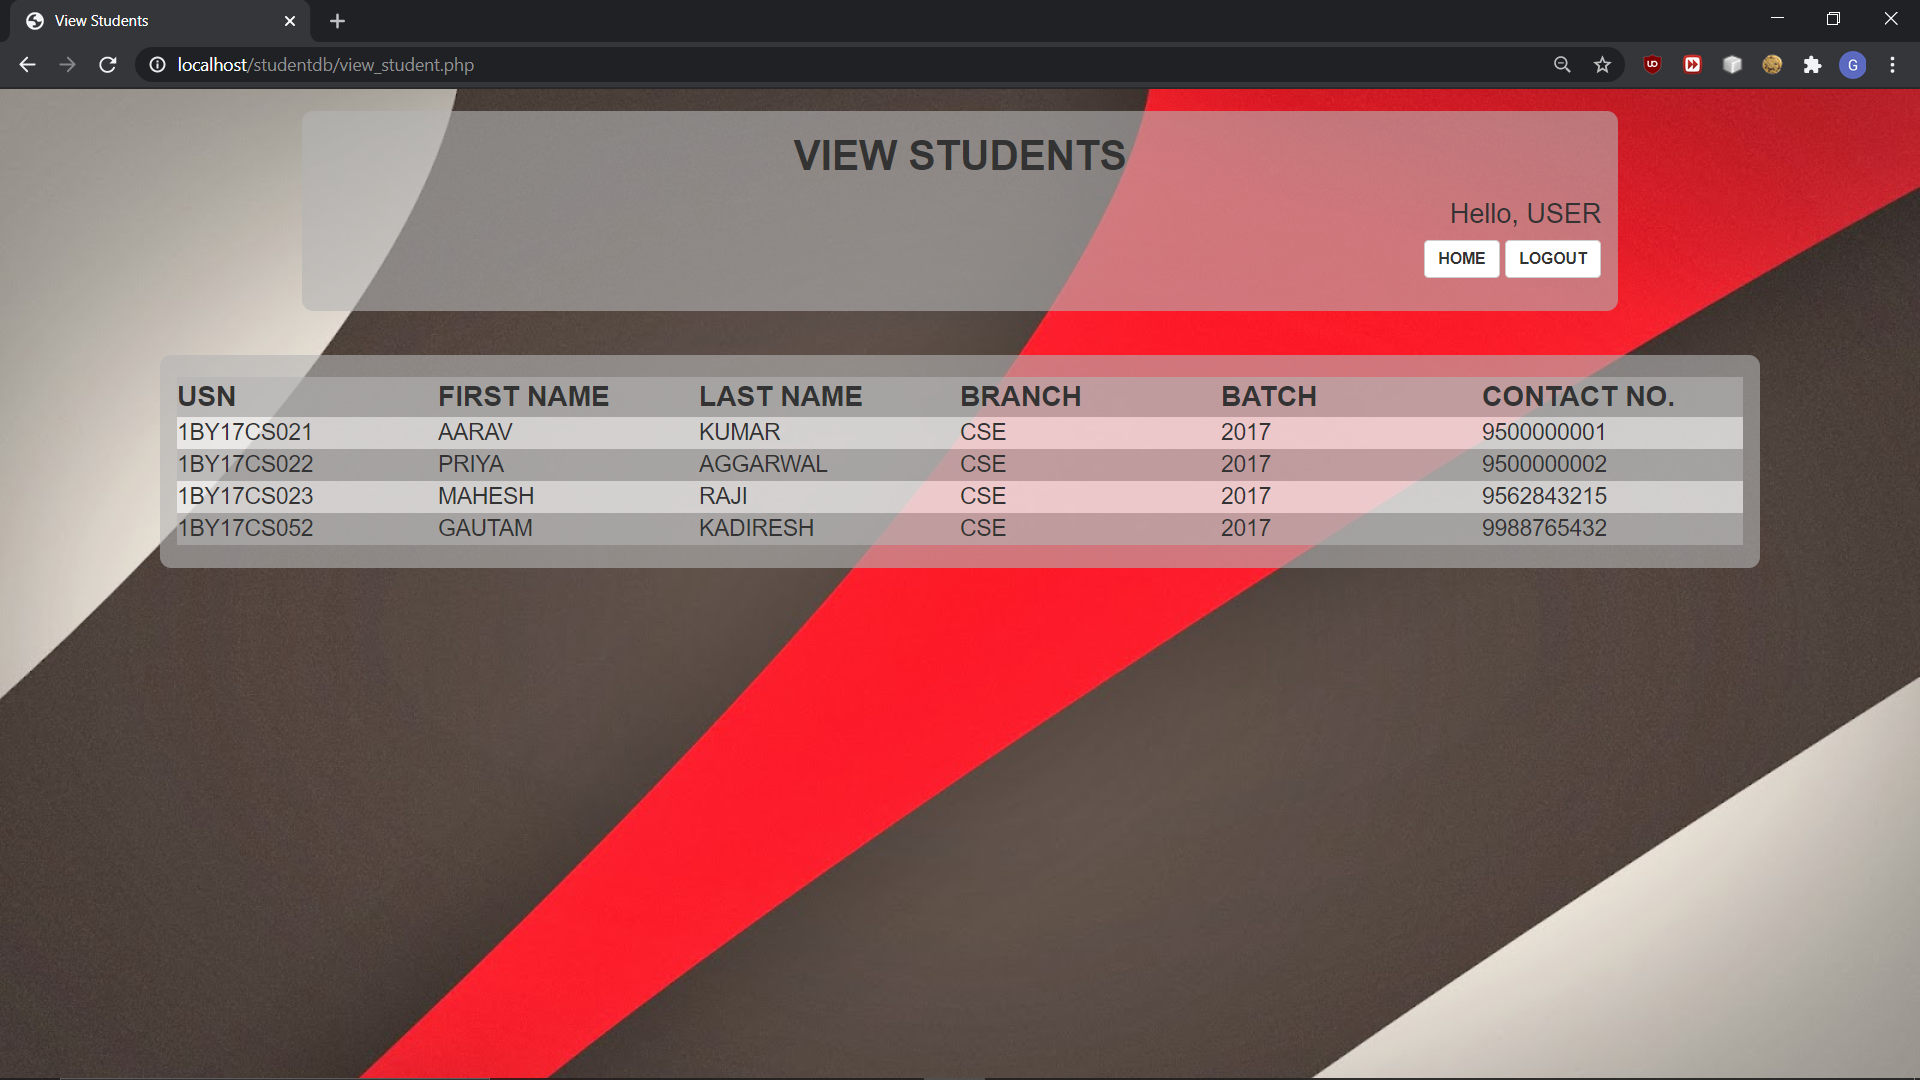 View Students
localhost/studentdb/view_student.php
G
VIEW STUDENTS
Hello, USER
HOME LOGOUT
USN FIRST NAME LAST NAME BRANCH BATCH CONTACT NO.
1BY17CS021 AARAV KUMAR CSE 2017 9500000001
1BY17CS022 PRIYA AGGARWAL CSE 2017 9500000002
1BY17CS023 MAHESH RAJI CSE 2017 9562843215
1BY17CS052 GAUTAM KADIRESH CSE 2017 9988765432